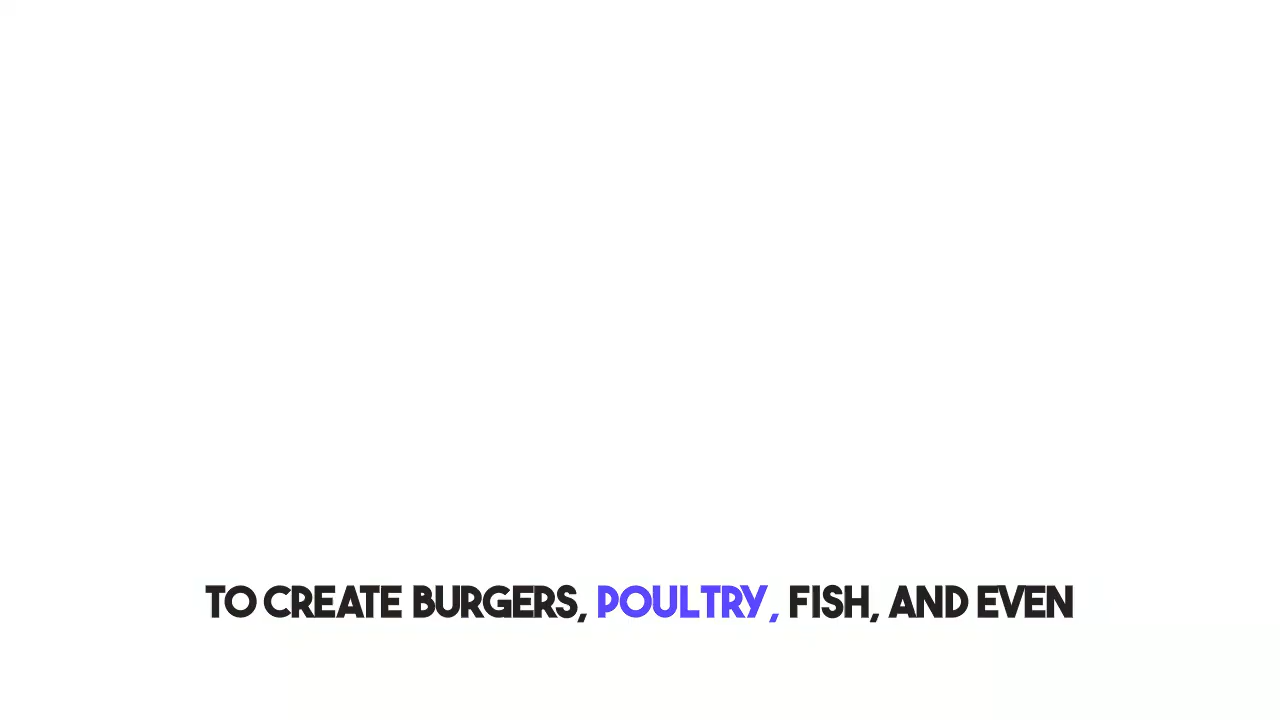 TO CREATE BURGERS, POULTRY, FISH, AND EVEN